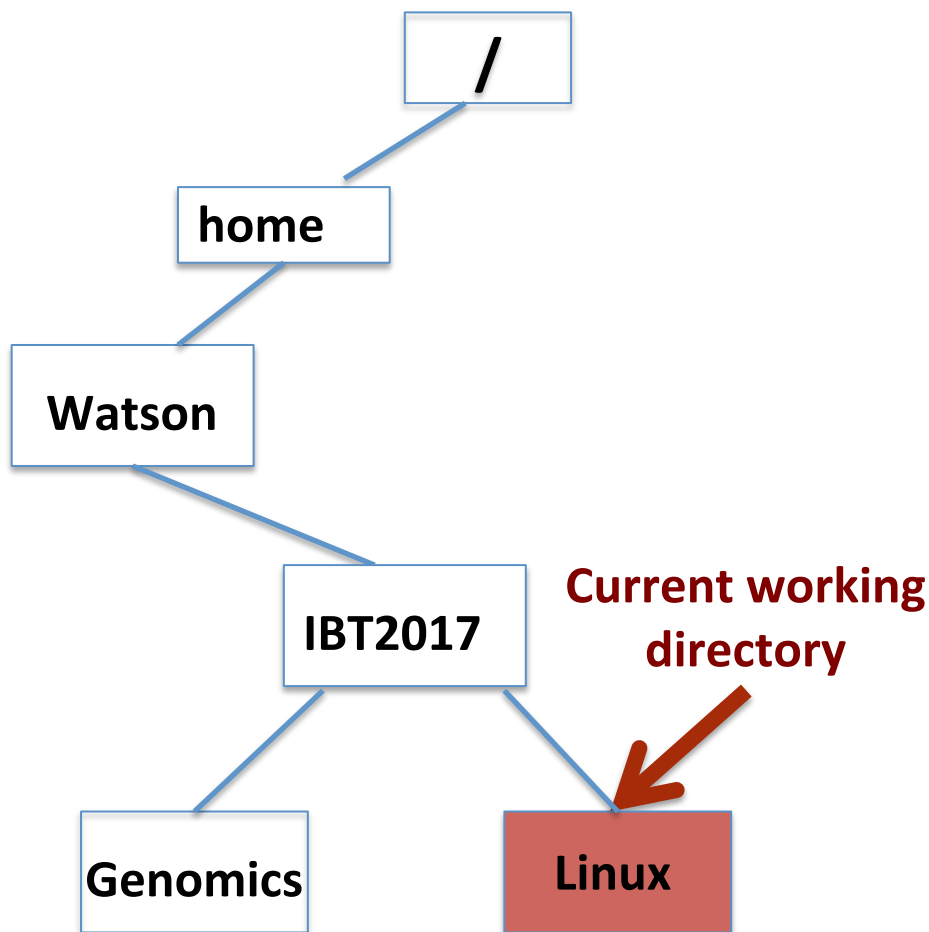 /
home
Watson
IBT2017
Current working
directory
Genomics
Linux